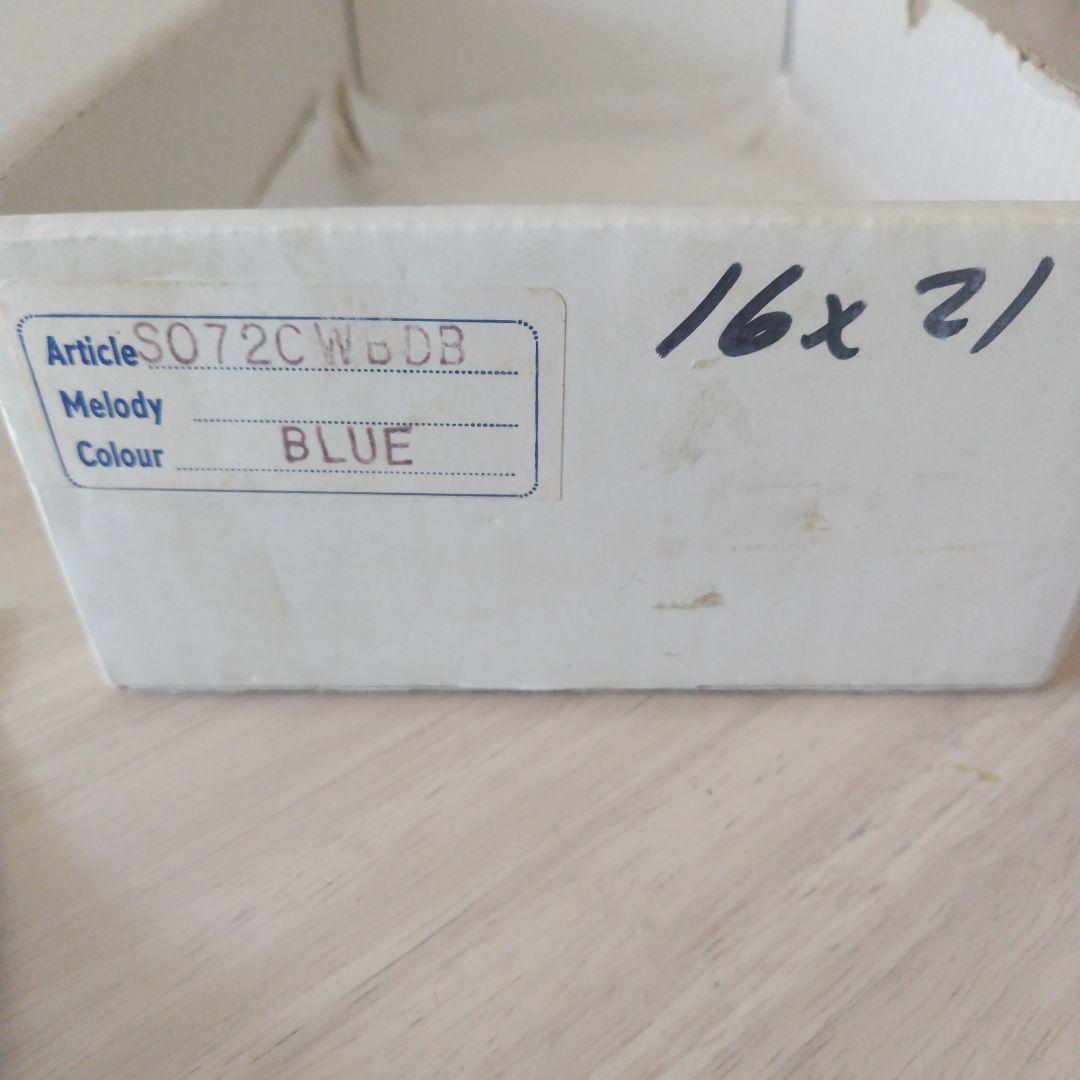 Article SO72CWBDB
Melody
Colour BLUE
16x21